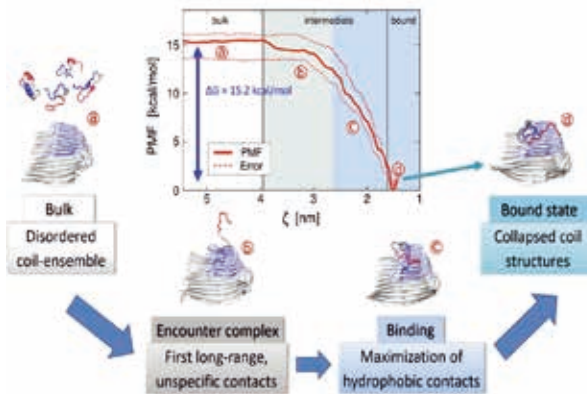 bulk
intermediate
bound
PMF [kcal/mol]
15
10
5
0
ΔG = 15.2 kcal/mol
PMF
Error
a
b
c
d
5
4
3
2
1
ζ [nm]
a
Bulk
Disordered
coil-ensemble
b
Encounter complex
First long-range,
unspecific contacts
c
Binding
Maximization of
hydrophobic contacts
d
Bound state
Collapsed coil
structures